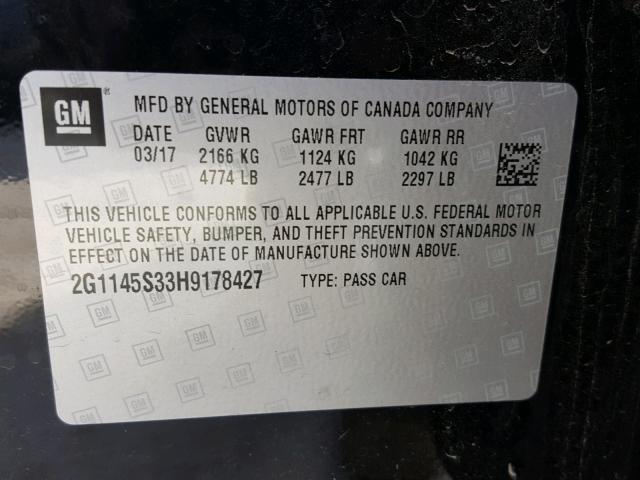 GM MFD BY GENERAL MOTORS OF CANADA COMPANY
DATE GVWR GAWR FRT GAWR RR
03/17 2166 KG 1124 KG 1042 KG
4774 LB 2477 LB 2297 LB
THIS VEHICLE CONFORMS TO ALL APPLICABLE U.S. FEDERAL MOTOR
VEHICLE SAFETY, BUMPER, AND THEFT PREVENTION STANDARDS IN
EFFECT ON THE DATE OF MANUFACTURE SHOWN ABOVE.
2G1145S33H9178427 TYPE: PASS CAR